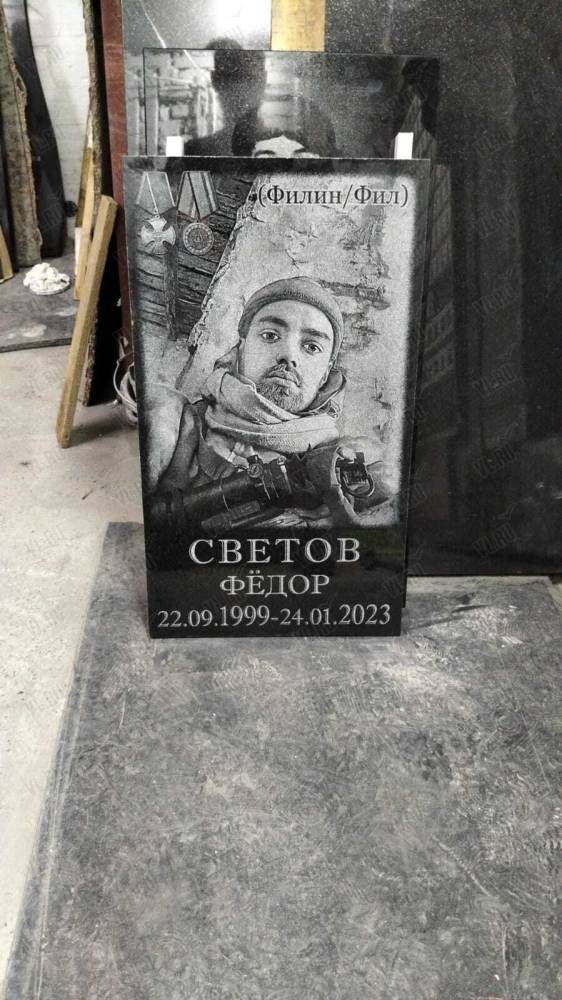 (Филин/Фил)
СВЕТОВ
ФЁДОР
22.09.1999-24.01.2023